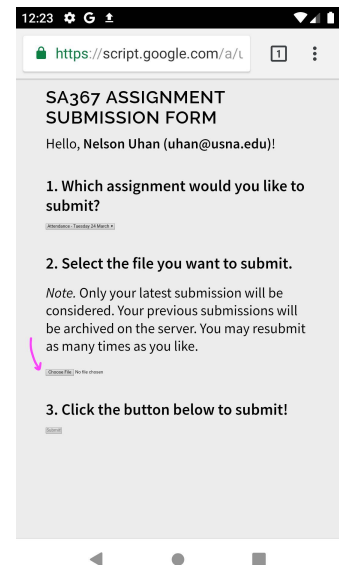 12:23 G
https://script.google.com/a/u 1
SA367 ASSIGNMENT
SUBMISSION FORM
Hello, Nelson Uhan (uhan@usna.edu)!
1. Which assignment would you like to
submit?
Attendance - Tuesday 24 March
2. Select the file you want to submit.
Note. Only your latest submission will be
considered. Your previous submissions will
be archived on the server. You may resubmit
as many times as you like.
Choose File No file chosen
3. Click the button below to submit!
Submit